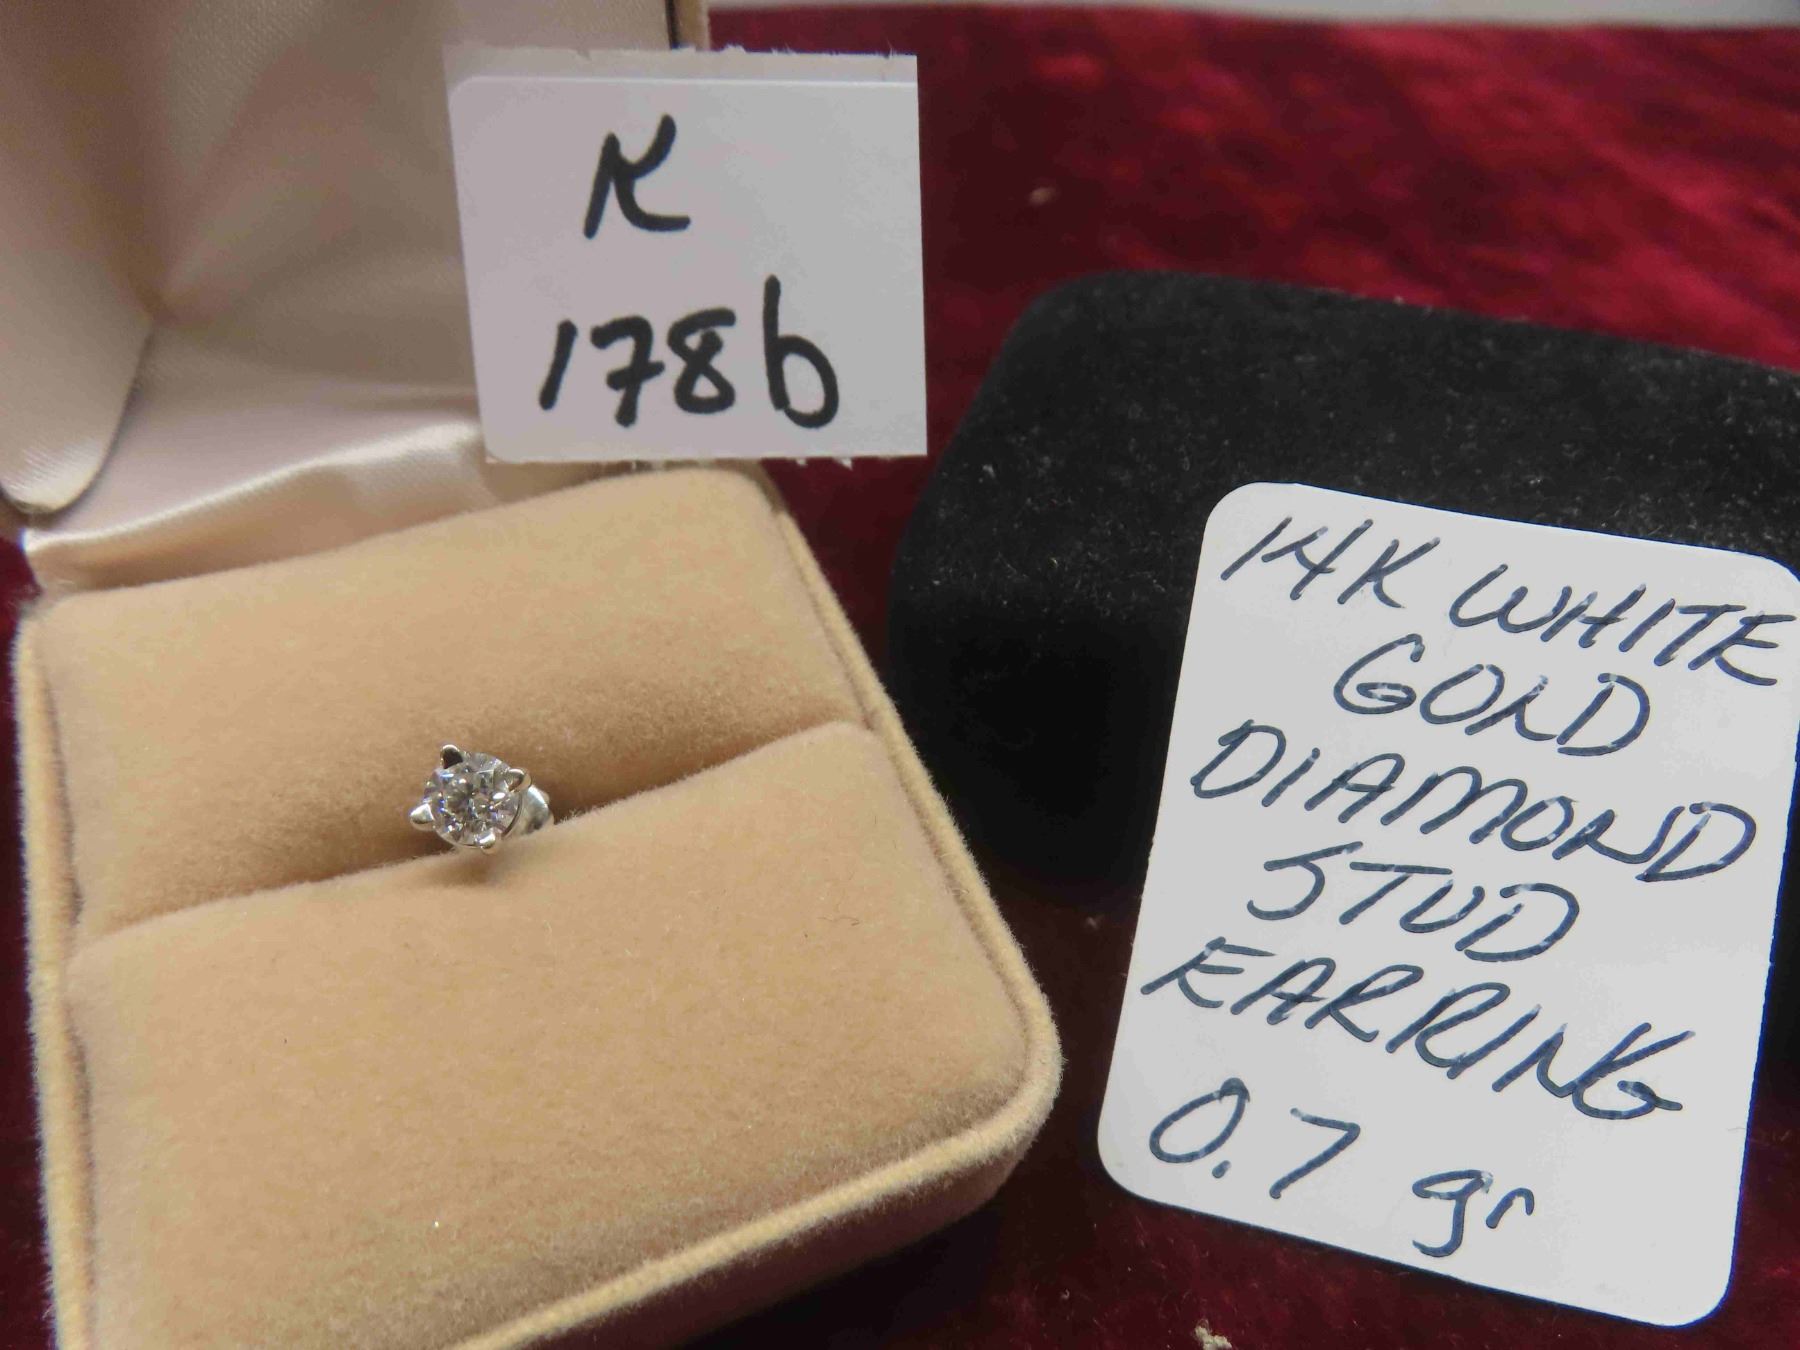 K
1786
14K WHITE
GOLD
DIAMOND
STUD
EARRING
0.7 gr